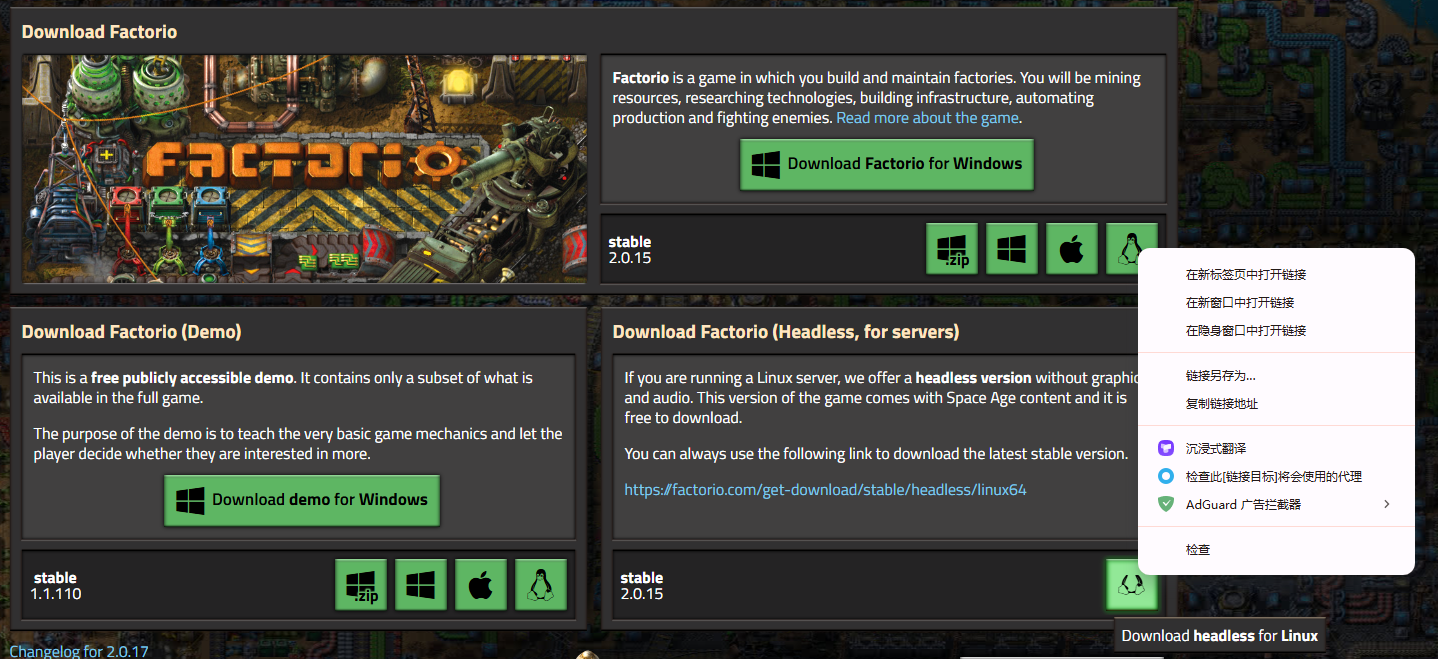 Download Factorio
FACTORIO
Factorio is a game in which you build and maintain factories. You will be mining
resources, researching technologies, building infrastructure, automating
production and fighting enemies. Read more about the game.
Download Factorio for Windows
stable
2.0.15
.zip
Download Factorio (Demo)
This is a free publicly accessible demo. It contains only a subset of what is
available in the full game.
The purpose of the demo is to teach the very basic game mechanics and let the
player decide whether they are interested in more.
Download demo for Windows
stable
1.1.110
.zip
Download Factorio (Headless, for servers)
If you are running a Linux server, we offer a headless version without graphic
and audio. This version of the game comes with Space Age content and it is
free to download.
You can always use the following link to download the latest stable version.
https://factorio.com/get-download/stable/headless/linux64
stable
2.0.15
在新标签页中打开链接
在新窗口中打开链接
在隐身窗口中打开链接
链接另存为...
复制链接地址
沉浸式翻译
检查此[链接目标]将会使用的代理
AdGuard 广告拦截器
检查
Download headless for Linux
Changelog for 2.0.17